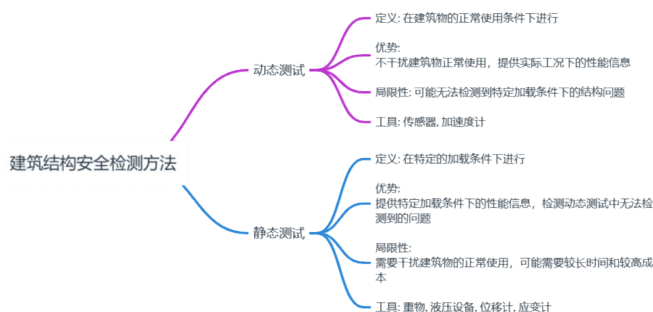 建筑结构安全检测方法
动态测试
定义: 在建筑物的正常使用条件下进行
优势:
不干扰建筑物正常使用，提供实际工况下的性能信息
局限性: 可能无法检测到特定加载条件下的结构问题
工具: 传感器, 加速度计
静态测试
定义: 在特定的加载条件下进行
优势:
提供特定加载条件下的性能信息，检测动态测试中无法检
测到的问题
局限性:
需要干扰建筑物的正常使用，可能需要较长时间和较高成
本
工具: 重物, 液压设备, 位移计, 应变计